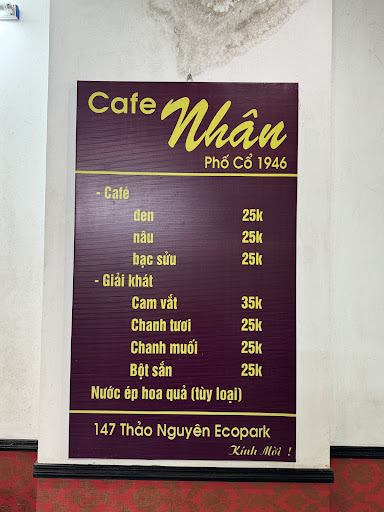 Cafe Nhân
Phố Cổ 1946
- Café
đen 25k
nâu 25k
bạc sửu 25k
- Giải khát
Cam vắt 35k
Chanh tươi 25k
Chanh muối 25k
Bột sắn 25k
Nước ép hoa quả (tùy loại)
147 Thảo Nguyên Ecopark
Kính Mời !